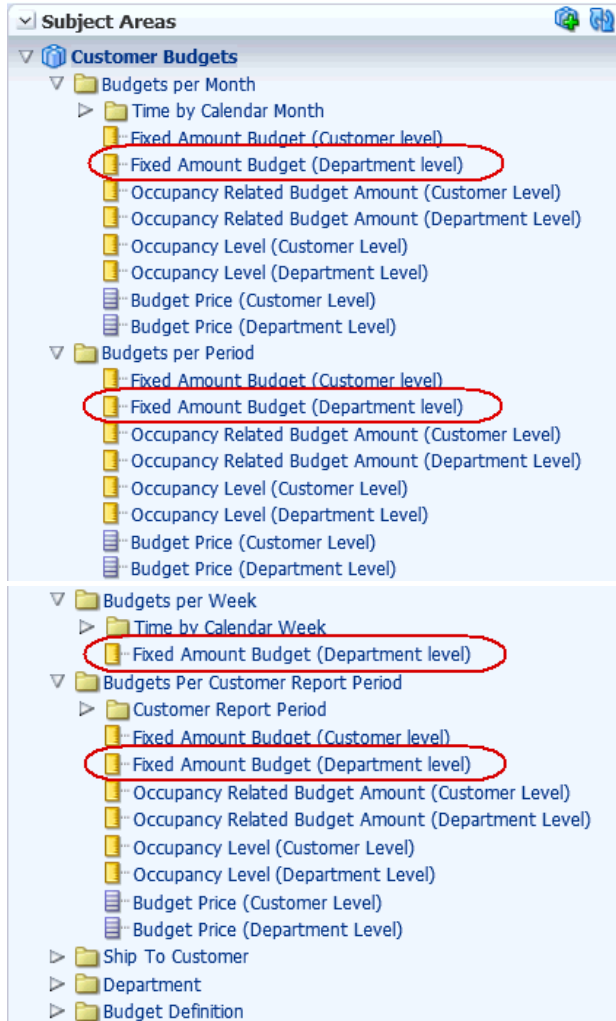 Subject Areas
Customer Budgets
Budgets per Month
Time by Calendar Month
Fixed Amount Budget (Customer level)
Fixed Amount Budget (Department level)
Occupancy Related Budget Amount (Customer Level)
Occupancy Related Budget Amount (Department Level)
Occupancy Level (Customer Level)
Occupancy Level (Department Level)
Budget Price (Customer Level)
Budget Price (Department Level)
Budgets per Period
Fixed Amount Budget (Customer level)
Fixed Amount Budget (Department level)
Occupancy Related Budget Amount (Customer Level)
Occupancy Related Budget Amount (Department Level)
Occupancy Level (Customer Level)
Occupancy Level (Department Level)
Budget Price (Customer Level)
Budget Price (Department Level)
Budgets per Week
Time by Calendar Week
Fixed Amount Budget (Department level)
Budgets Per Customer Report Period
Customer Report Period
Fixed Amount Budget (Customer level)
Fixed Amount Budget (Department level)
Occupancy Related Budget Amount (Customer Level)
Occupancy Related Budget Amount (Department Level)
Occupancy Level (Customer Level)
Occupancy Level (Department Level)
Budget Price (Customer Level)
Budget Price (Department Level)
Ship To Customer
Department
Budget Definition